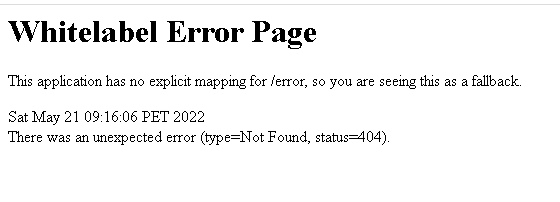 Whitelabel Error Page
This application has no explicit mapping for /error, so you are seeing this as a fallback.
Sat May 21 09:16:06 PET 2022
There was an unexpected error (type=Not Found, status=404).